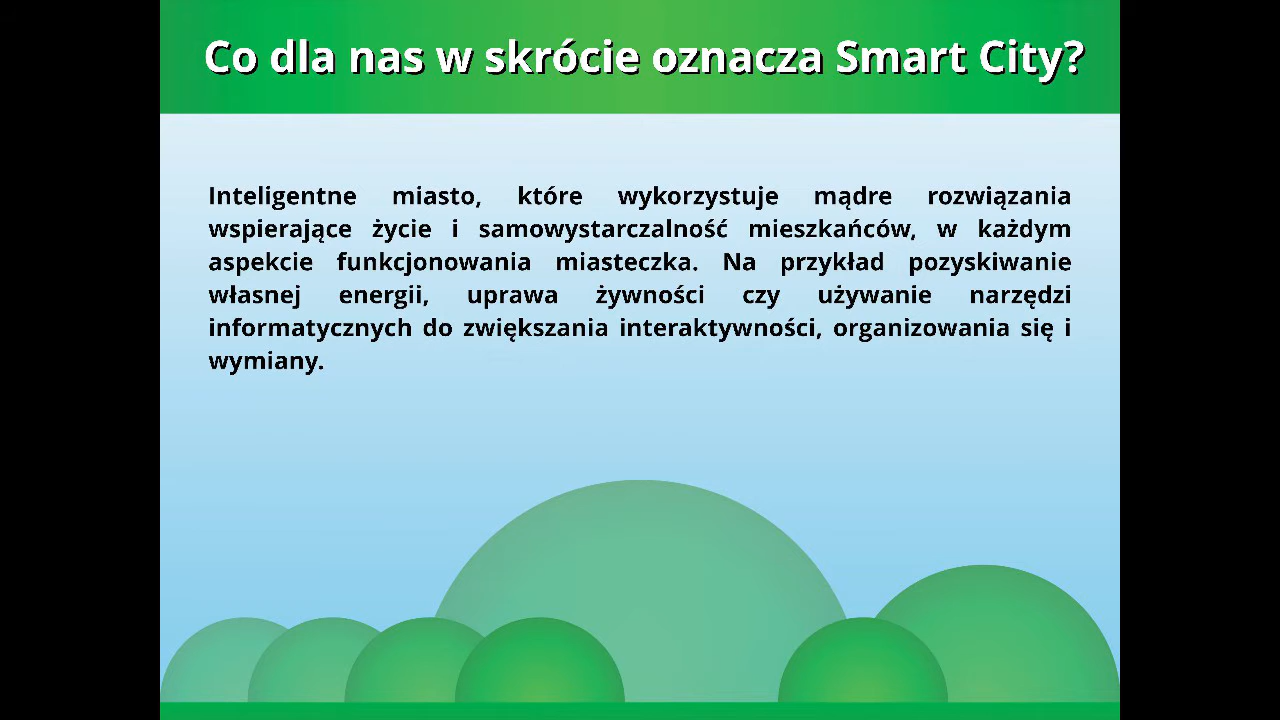 Co dla nas w skrócie oznacza Smart City?
Inteligentne miasto, które wykorzystuje mądre rozwiązania
wspierające życie i samowystarczalność mieszkańców, w każdym
aspekcie funkcjonowania miasteczka. Na przykład pozyskiwanie
własnej energii, uprawa żywności czy używanie narzędzi
informatycznych do zwiększania interaktywności, organizowania się i
wymiany.